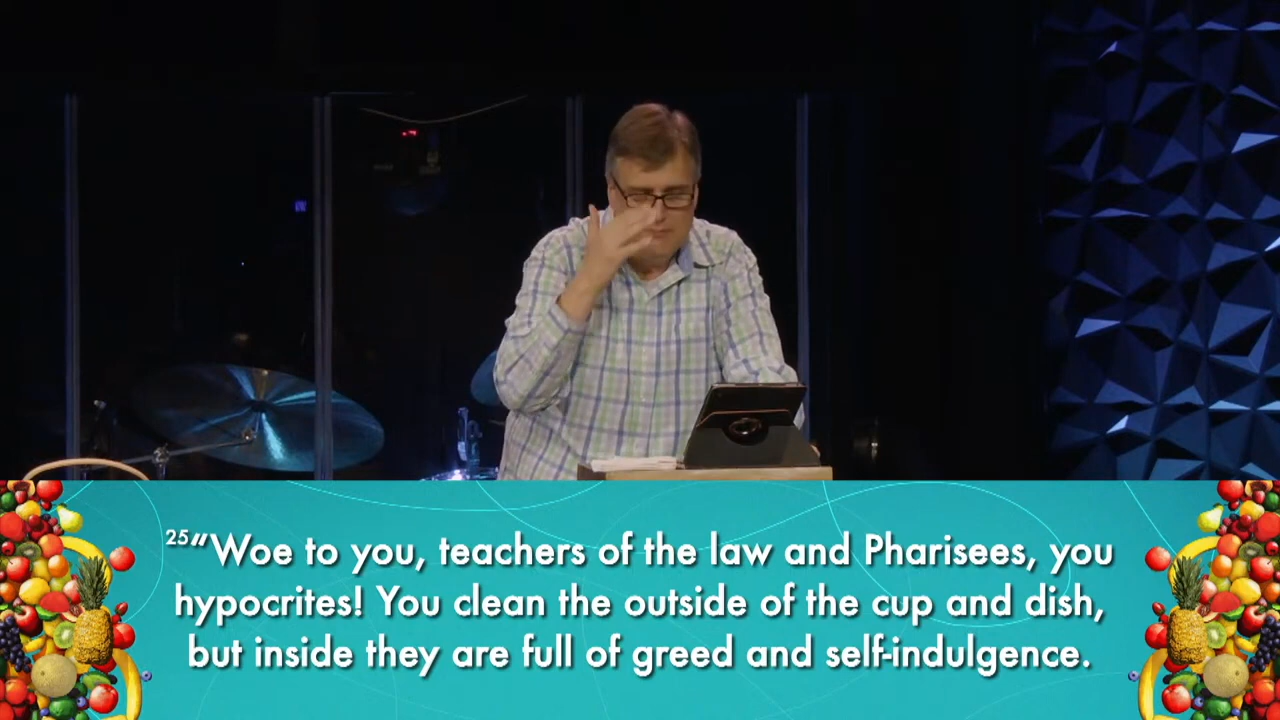 25“Woe to you, teachers of the law and Pharisees, you
hypocrites! You clean the outside of the cup and dish,
but inside they are full of greed and self-indulgence.